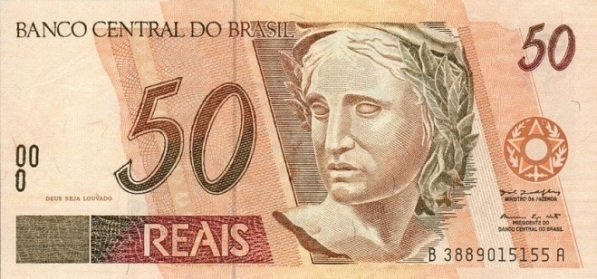 BANCO CENTRAL DO BRASIL
50
50
00
0
DEUS SEJA LOUVADO
MINISTRO DA FAZENDA
PRESIDENTE DO
BANCO CENTRAL DO BRASIL
REAIS
B 3889015155 A